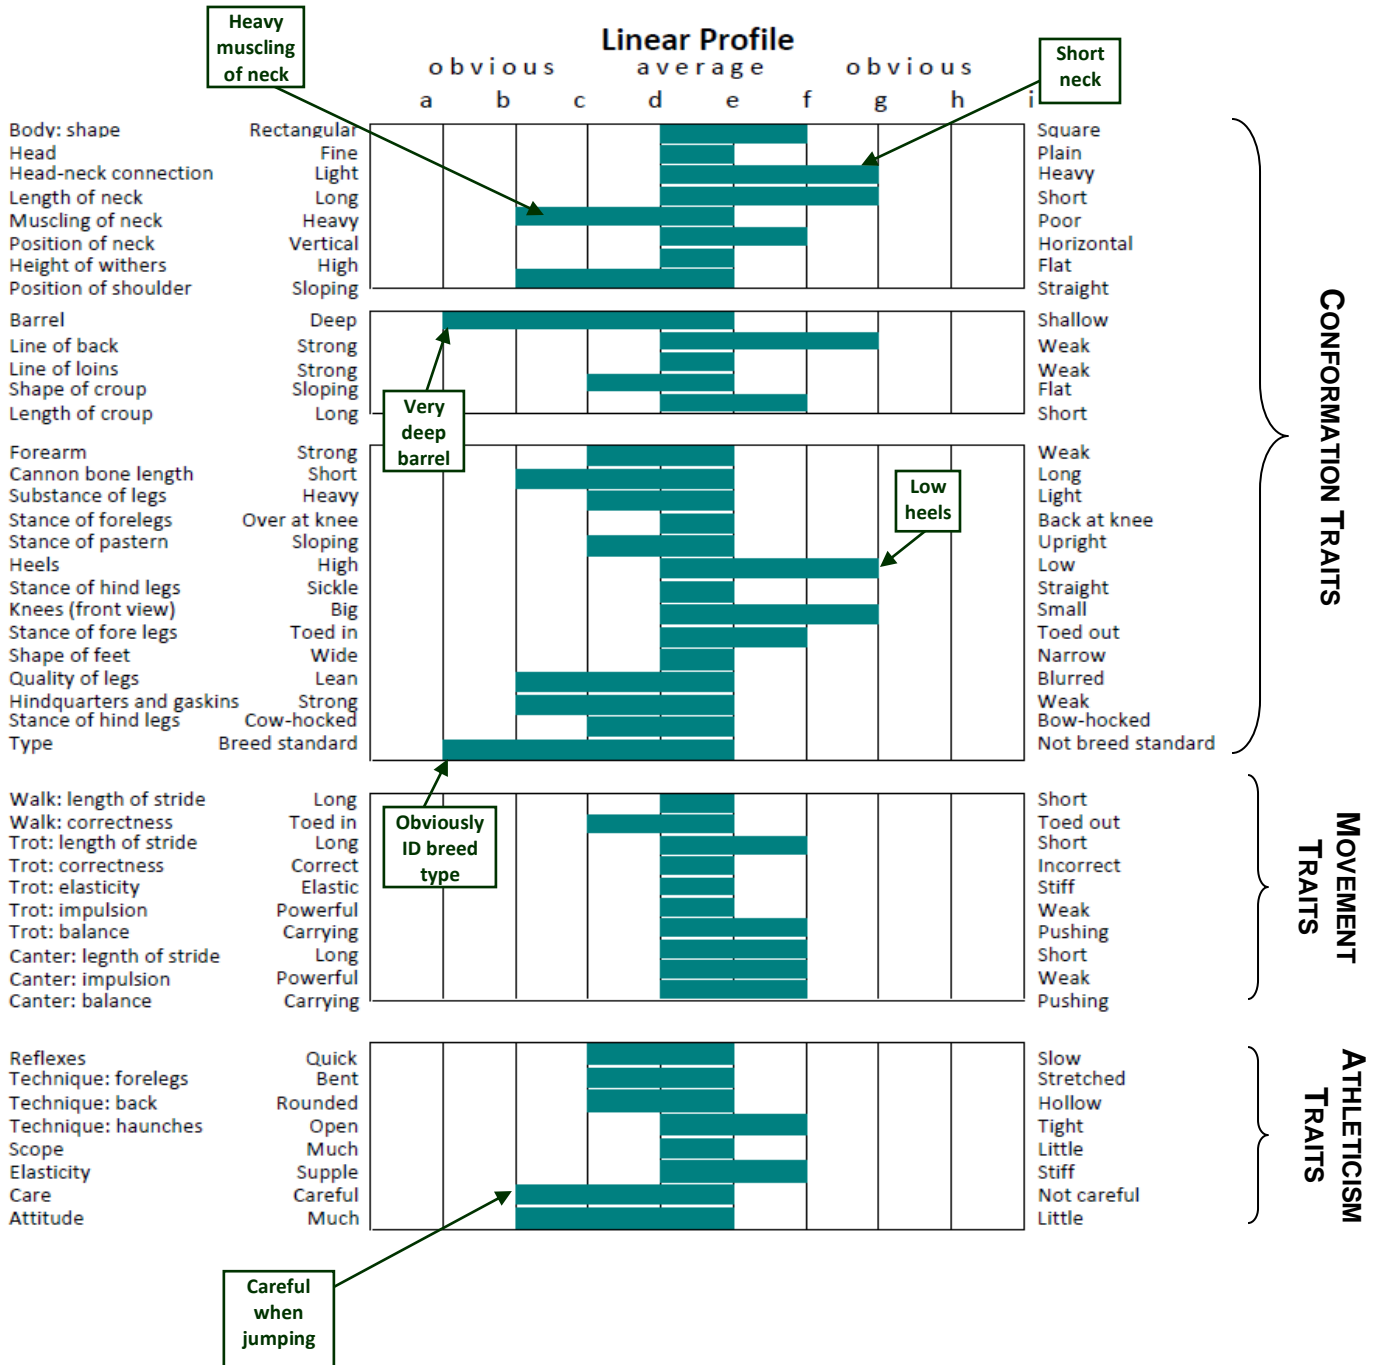 Linear Profile
obvious average obvious
a b c d e f g h i
Heavy
muscling
of neck
Short
neck
Body: shape Rectangular Square
Head Fine Plain
Head-neck connection Light Heavy
Length of neck Long Short
Muscling of neck Heavy Poor
Position of neck Vertical Horizontal
Height of withers High Flat
Position of shoulder Sloping Straight
Barrel Deep Shallow
Line of back Strong Weak
Line of loins Strong Weak
Shape of croup Sloping Flat
Length of croup Long Short
Very
deep
barrel
Forearm Strong Weak
Cannon bone length Short Long
Substance of legs Heavy Light
Stance of forelegs Over at knee Back at knee
Stance of pastern Sloping Upright
Heels High Low
Stance of hind legs Sickle Straight
Knees (front view) Big Small
Stance of fore legs Toed in Toed out
Shape of feet Wide Narrow
Quality of legs Lean Blurred
Hindquarters and gaskins Strong Weak
Stance of hind legs Cow-hocked Bow-hocked
Type Breed standard Not breed standard
Low
heels
CONFORMATION TRAITS
Walk: length of stride Long Short
Walk: correctness Toed in Toed out
Trot: length of stride Long Short
Trot: correctness Correct Incorrect
Trot: elasticity Elastic Stiff
Trot: impulsion Powerful Weak
Trot: balance Carrying Pushing
Canter: legnth of stride Long Short
Canter: impulsion Powerful Weak
Canter: balance Carrying Pushing
Obviously
ID breed
type
MOVEMENT
TRAITS
Reflexes Quick Slow
Technique: forelegs Bent Stretched
Technique: back Rounded Hollow
Technique: haunches Open Tight
Scope Much Little
Elasticity Supple Stiff
Care Careful Not careful
Attitude Much Little
ATHLETICISM
TRAITS
Careful
when
jumping